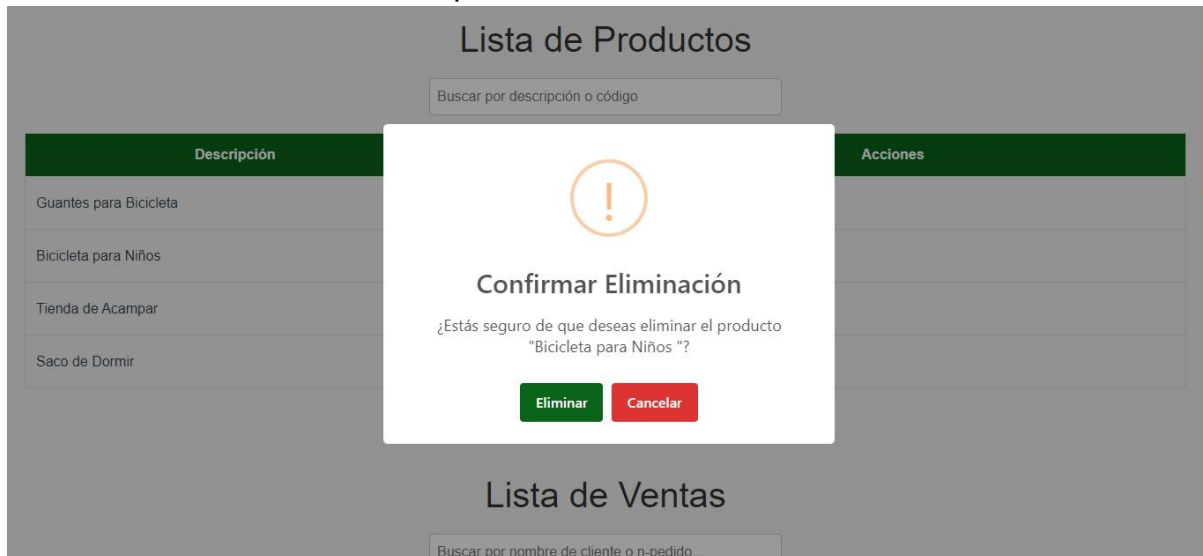 Lista de Productos
Buscar por descripción o código
Descripción
Acciones
Guantes para Bicicleta
Bicicleta para Niños
Tienda de Acampar
Saco de Dormir
!
Confirmar Eliminación
¿Estás seguro de que deseas eliminar el producto
"Bicicleta para Niños "?
Eliminar Cancelar
Lista de Ventas
Buscar por nombre de cliente o n-pedido...